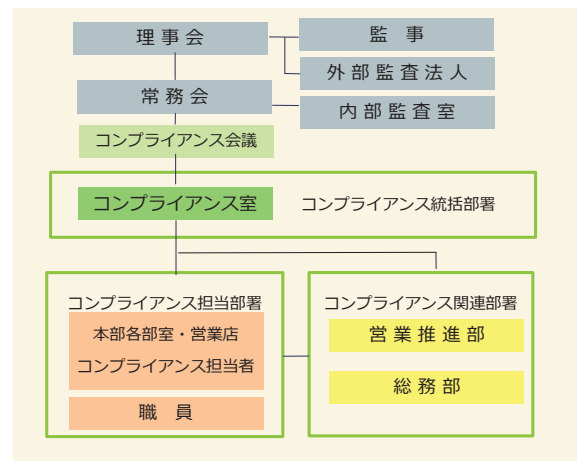 理事会
監事
外部監査法人
常務会
内部監査室
コンプライアンス会議
コンプライアンス室
コンプライアンス統括部署
コンプライアンス担当部署
本部各部室・営業店
コンプライアンス担当者
職員
コンプライアンス関連部署
営業推進部
総務部